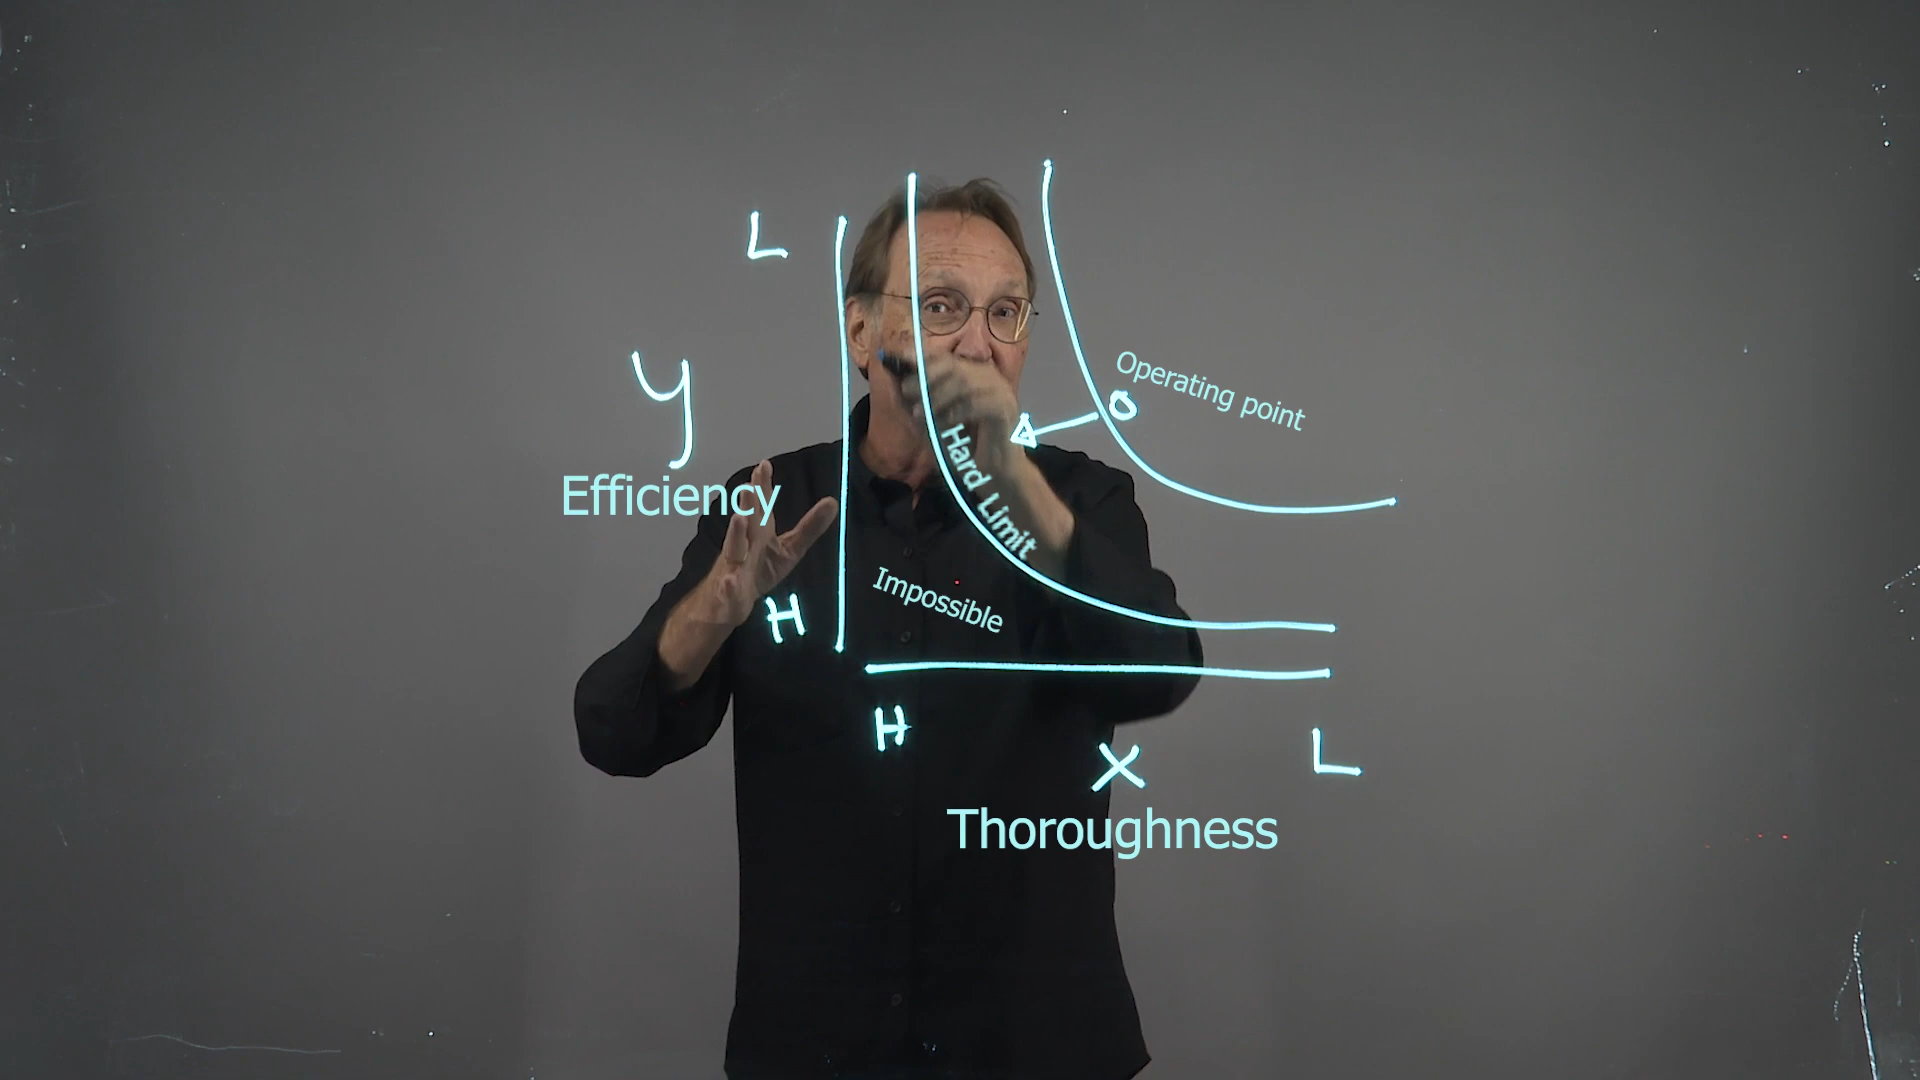 L
y
Efficiency
H
Operating point
Hard Limit
Impossible
H
X
L
Thoroughness